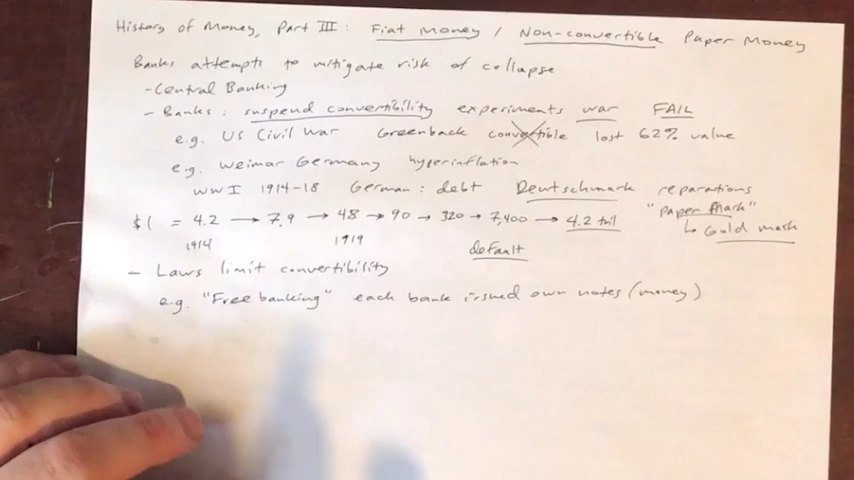 History of Money, Part III: Fiat Money / Non-convertible Paper Money
Banks attempts to mitigate risk of collapse
- Central Banking
- Banks: suspend convertibility experiments war FAIL
e.g. US Civil War Greenback convertible lost 62% value
e.g. Weimar Germany hyperinflation
WWI 1914-18 German: debt Deutschmark reparations
"paper Mark"
$1 = 4.2 → 7.9 → 48 → 90 → 320 → 7,400 → 4.2 tril
↳ Gold mark
1914 1919 default
- Laws limit convertibility
e.g. "Free banking" each bank issued own notes (money)